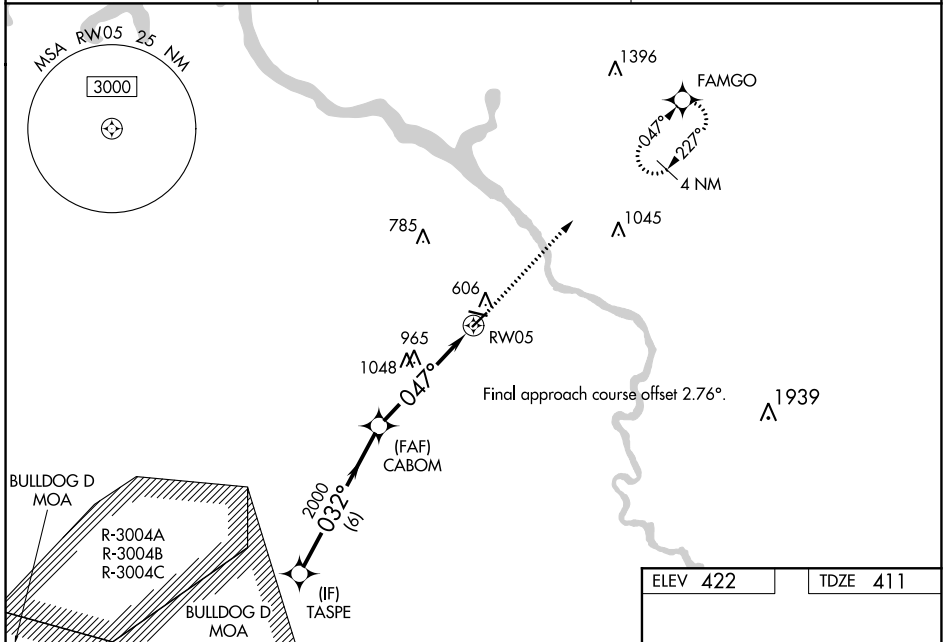 MSA RW05 25 NM
3000
1396
FAMGO
047°
227°
4 NM
785
1045
606
RW05
965
1048
047°
Final approach course offset 2.76°.
1939
(FAF)
CABOM
2000
032°
(6)
BULLDOG D
MOA
R-3004A
R-3004B
R-3004C
(IF)
TASPE
BULLDOG D
MOA
ELEV 422
TDZE 411